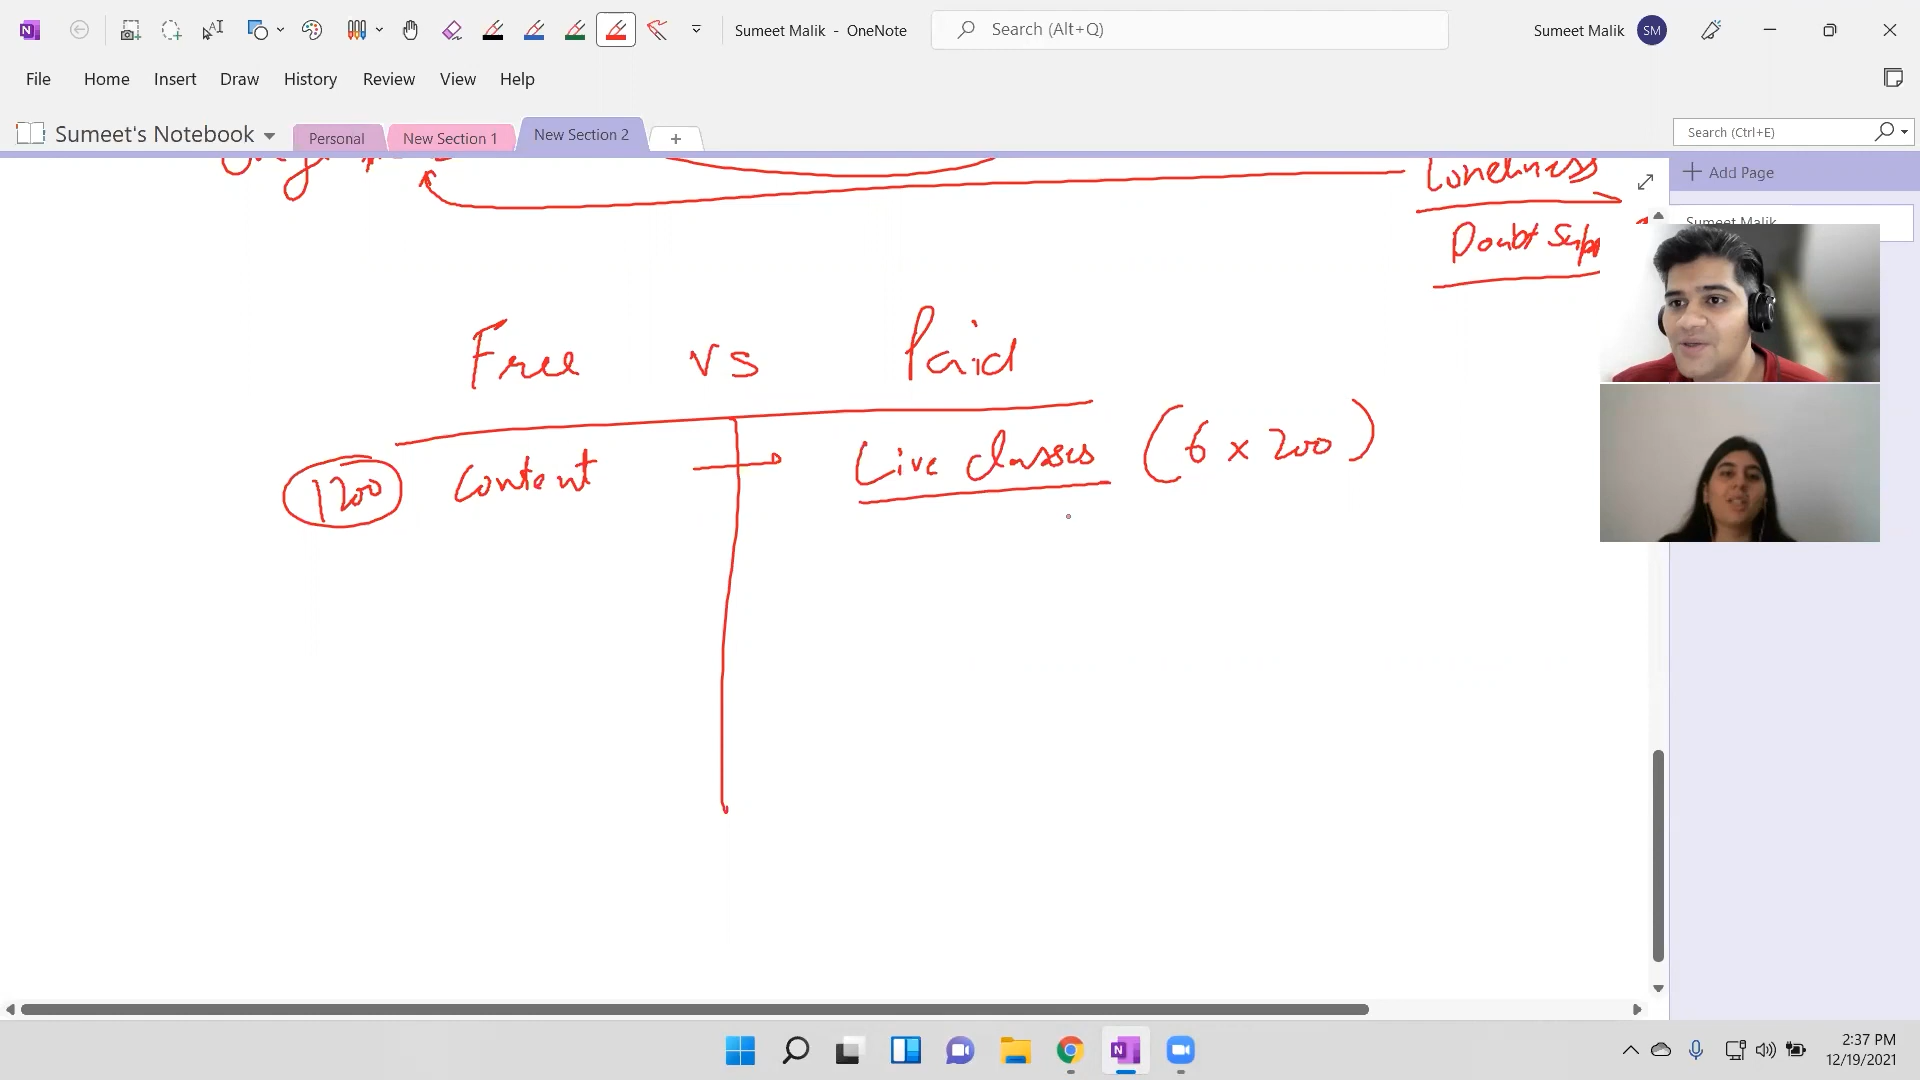 Sumeet Malik - OneNote
Search (Alt+Q)
Sumeet Malik SM
File Home Insert Draw History Review View Help
Sumeet's Notebook Personal New Section 1 New Section 2 +
Search (Ctrl+E)
Add Page
Sumeet Malik
Loneliness
Doubt
Free vs Paid
1200 Content Live classes (6 x 200)
2:37 PM
12/19/2021